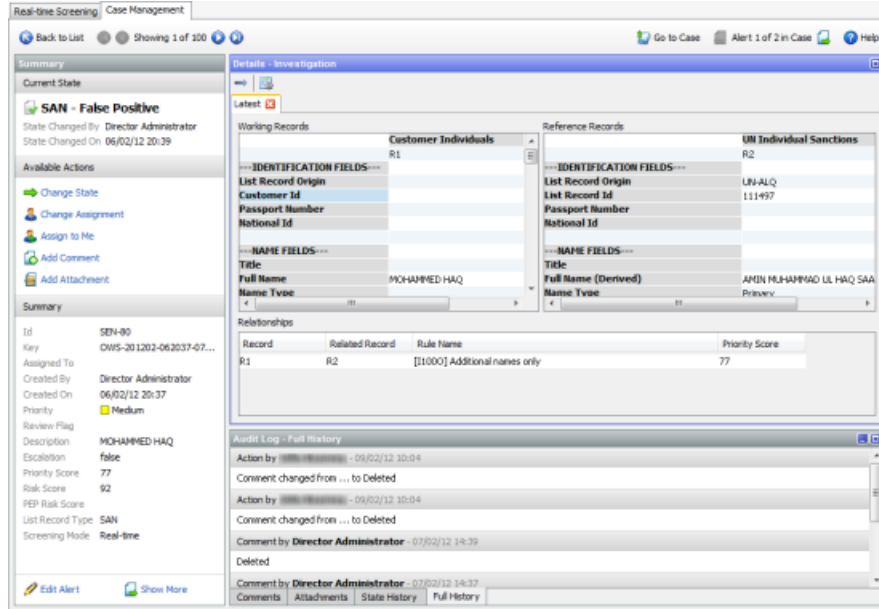 Real-time Screening Case Management
Back to List Showing 1 of 100 Go to Case Alert 1 of 2 in Case Help
Summary
Current State
SAN - False Positive
State Changed By Director Administrator
State Changed On 06/02/12 20:39
Available Actions
Change State
Change Assignment
Assign to Me
Add Comment
Add Attachment
Summary
Id SEN-80
Key OWS-201202-062037-07...
Assigned To
Created By Director Administrator
Created On 06/02/12 20:37
Priority Medium
Review Flag
Description MOHAMMED HAQ
Escalation false
Priority Score 77
Risk Score 92
PEP Risk Score
List Record Type SAN
Screening Mode Real-time
Edit Alert Show More
Details - Investigation
Latest
Working Records
Customer Individuals
R1
---IDENTIFICATION FIELDS---
List Record Origin
Customer Id
Passport Number
National Id
---NAME FIELDS---
Title
Full Name MOHAMMED HAQ
Name Type
Reference Records
UN Individual Sanctions
R2
---IDENTIFICATION FIELDS---
List Record Origin UN-ALQ
List Record Id 111497
Passport Number
National Id
---NAME FIELDS---
Title
Full Name (Derived) AMIN MUHAMMAD UL HAQ SAA
Name Type Primary
Relationships
Record Related Record Rule Name Priority Score
R1 R2 [I1000] Additional names only 77
Audit Log - Full History
Action by - 09/02/12 10:04
Comment changed from ... to Deleted
Action by - 09/02/12 10:04
Comment changed from ... to Deleted
Comment by Director Administrator - 07/02/12 14:39
Deleted
Comment by Director Administrator - 07/02/12 14:37
Comments Attachments State History Full History